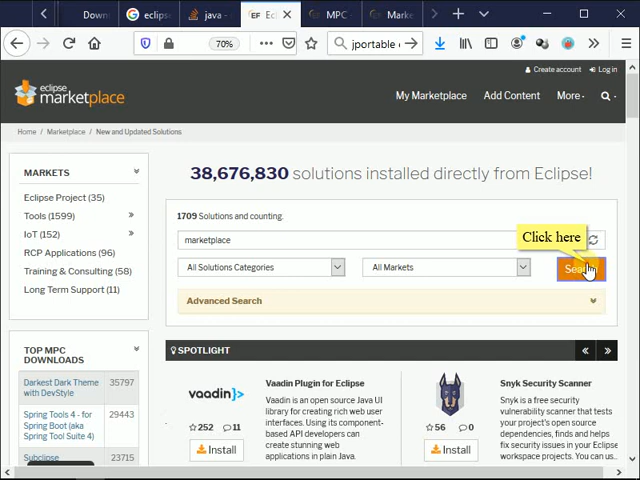 Down
eclipse
java -
Ecl
MPC
Marke
70%
jportable c
Create account
Log in
eclipse
marketplace
My Marketplace
Add Content
More
Home / Marketplace / New and Updated Solutions
MARKETS
Eclipse Project (35)
Tools (1599)
IoT (152)
RCP Applications (96)
Training & Consulting (58)
Long Term Support (11)
TOP MPC
DOWNLOADS
Darkest Dark Theme
with DevStyle
35797
Spring Tools 4 - for
Spring Boot (aka
Spring Tool Suite 4)
29443
Subclipse
23715
38,676,830 solutions installed directly from Eclipse!
1709 Solutions and counting.
marketplace
Click here
All Solutions Categories
All Markets
Search
Advanced Search
SPOTLIGHT
vaadin}>
252
11
Install
Vaadin Plugin for Eclipse
Vaadin is an open source Java UI
library for creating rich web user
interfaces. Using its component-
based API developers can
create stunning web
applications in plain Java.
56
0
Install
Snyk Security Scanner
Snyk is a free security
vulnerability scanner that tests
your project's open source
dependencies, finds and helps
fix security issues in your Eclipse
workspace projects. You can us..